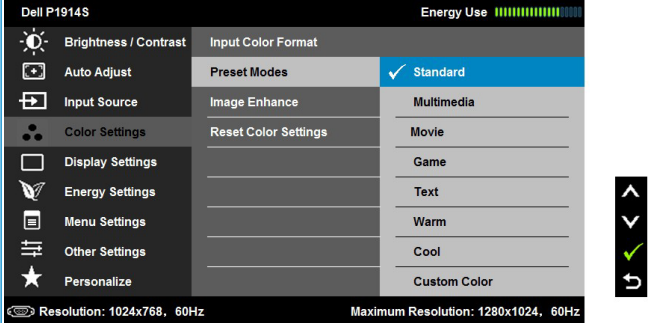 Dell P1914S Energy Use
Brightness / Contrast Input Color Format
Auto Adjust Preset Modes Standard
Input Source Image Enhance Multimedia
Color Settings Reset Color Settings Movie
Display Settings Game
Energy Settings Text
Menu Settings Warm
Other Settings Cool
Personalize Custom Color
Resolution: 1024x768, 60Hz Maximum Resolution: 1280x1024, 60Hz